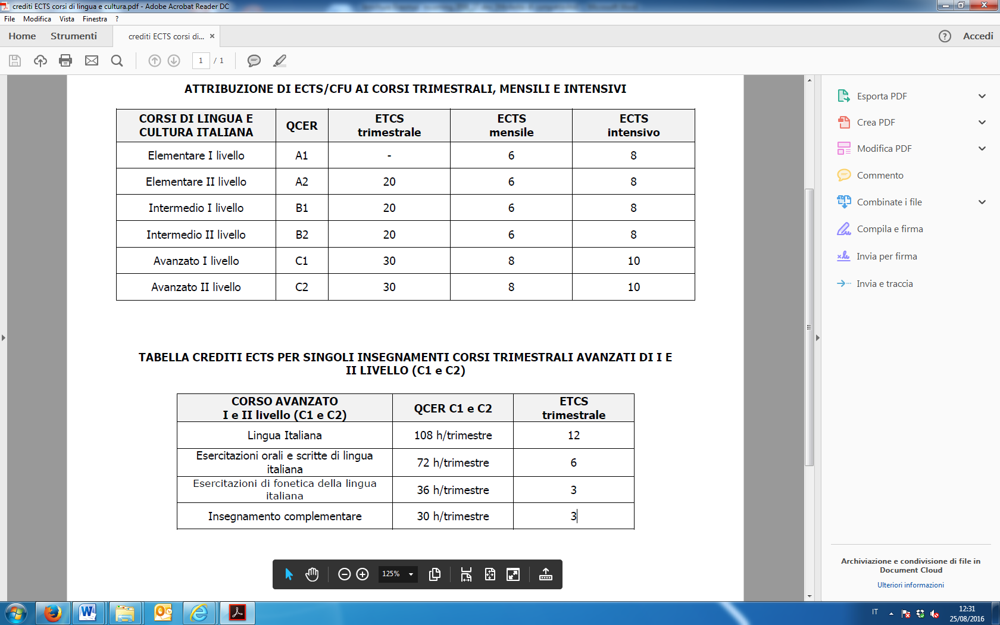 crediti ECTS corsi di lingua e cultura.pdf - Adobe Acrobat Reader DC
File Modifica Vista Finestra ?
Home Strumenti crediti ECTS corsi di... × ? Accedi
1 / 1
ATTRIBUZIONE DI ECTS/CFU AI CORSI TRIMESTRALI, MENSILI E INTENSIVI
CORSI DI LINGUA E CULTURA ITALIANA QCER ETCS trimestrale ECTS mensile ECTS intensivo
Elementare I livello A1 - 6 8
Elementare II livello A2 20 6 8
Intermedio I livello B1 20 6 8
Intermedio II livello B2 20 6 8
Avanzato I livello C1 30 8 10
Avanzato II livello C2 30 8 10
TABELLA CREDITI ECTS PER SINGOLI INSEGNAMENTI CORSI TRIMESTRALI AVANZATI DI I E
II LIVELLO (C1 e C2)
CORSO AVANZATO I e II livello (C1 e C2) QCER C1 e C2 ETCS trimestrale
Lingua Italiana 108 h/trimestre 12
Esercitazioni orali e scritte di lingua italiana 72 h/trimestre 6
Esercitazioni di fonetica della lingua italiana 36 h/trimestre 3
Insegnamento complementare 30 h/trimestre 3
125%
Esporta PDF
Crea PDF
Modifica PDF
Commento
Combinate i file
Compila e firma
Invia per firma
Invia e traccia
Archiviazione e condivisione di file in
Document Cloud
Ulteriori informazioni
IT 12:31
25/08/2016